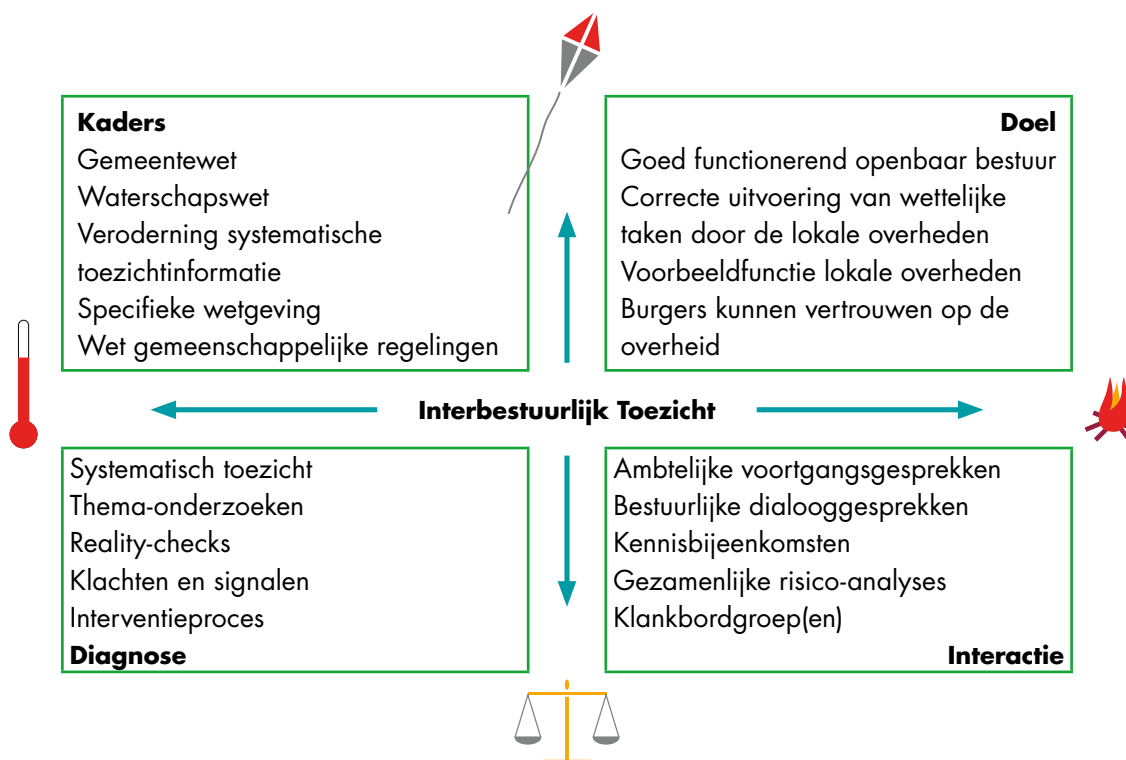 Kaders
Gemeentewet
Waterschapswet
Veroderning systematische
toezichtinformatie
Specifieke wetgeving
Wet gemeenschappelijke regelingen
Doel
Goed functionerend openbaar bestuur
Correcte uitvoering van wettelijke
taken door de lokale overheden
Voorbeeldfunctie lokale overheden
Burgers kunnen vertrouwen op de
overheid
Interbestuurlijk Toezicht
Systematisch toezicht
Thema-onderzoeken
Reality-checks
Klachten en signalen
Interventieproces
Diagnose
Ambtelijke voortgangsgesprekken
Bestuurlijke dialooggesprekken
Kennisbijeenkomsten
Gezamenlijke risico-analyses
Klankbordgroep(en)
Interactie